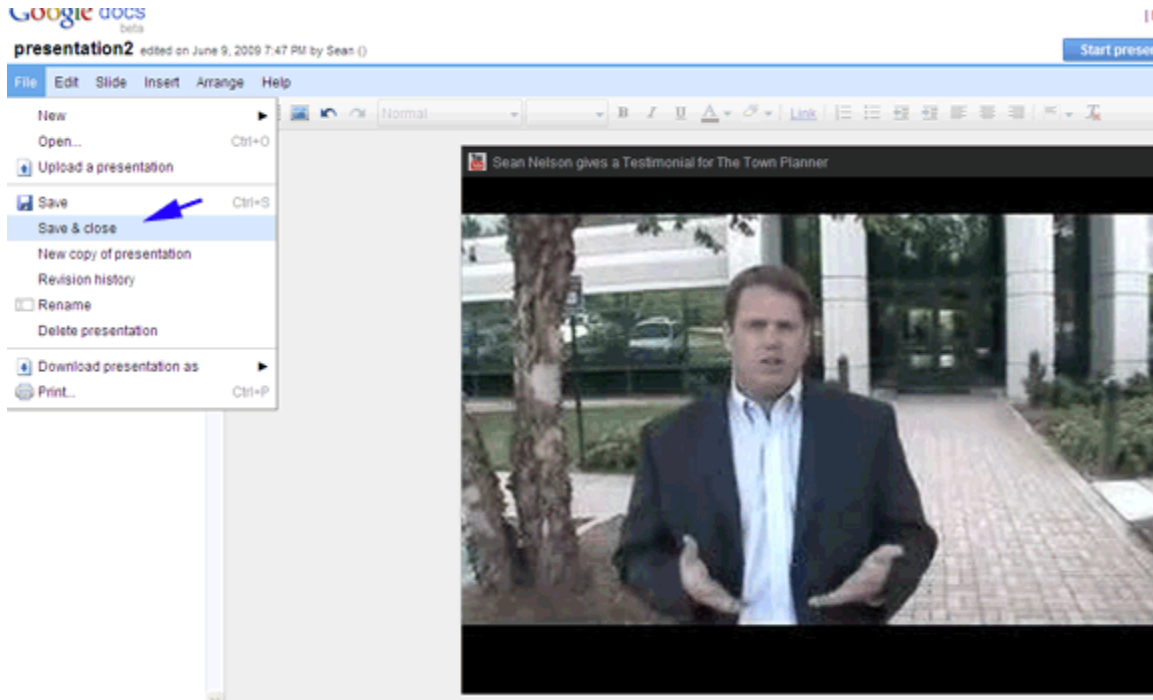 Google docs
beta
presentation2 edited on June 9, 2009 7:47 PM by Sean ()
Start
File Edit Slide Insert Arrange Help
New
Open... Ctrl+O
Upload a presentation
Save Ctrl+S
Save & close
New copy of presentation
Revision history
Rename
Delete presentation
Download presentation as
Print... Ctrl+P
Normal
B I U A Link
Sean Nelson gives a Testimonial for The Town Planner